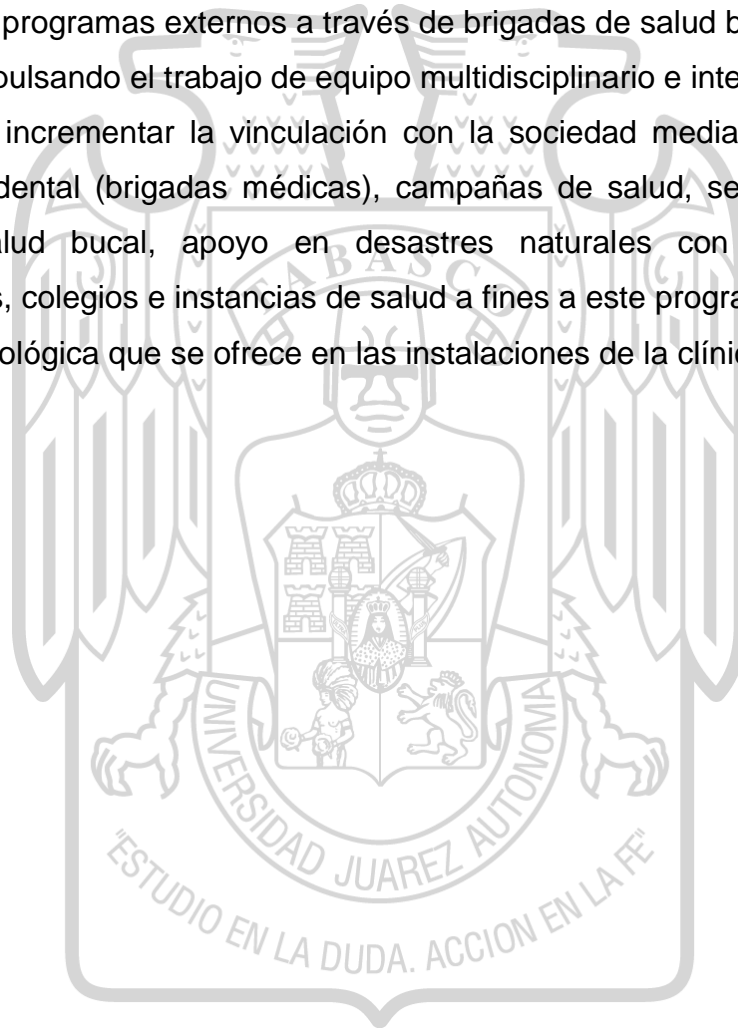 programas externos a través de brigadas de salud b
oulsando el trabajo de equipo multidisciplinario e inte
incrementar la vinculación con la sociedad media
dental (brigadas médicas), campañas de salud, se
alud bucal, apoyo en desastres naturales con
s, colegios e instancias de salud a fines a este progra
ológica que se ofrece en las instalaciones de la clínic
TABASCO
UNIVERSIDAD JUAREZ AUTONOMA
"ESTUDIO EN LA DUDA. ACCION EN LA FE"